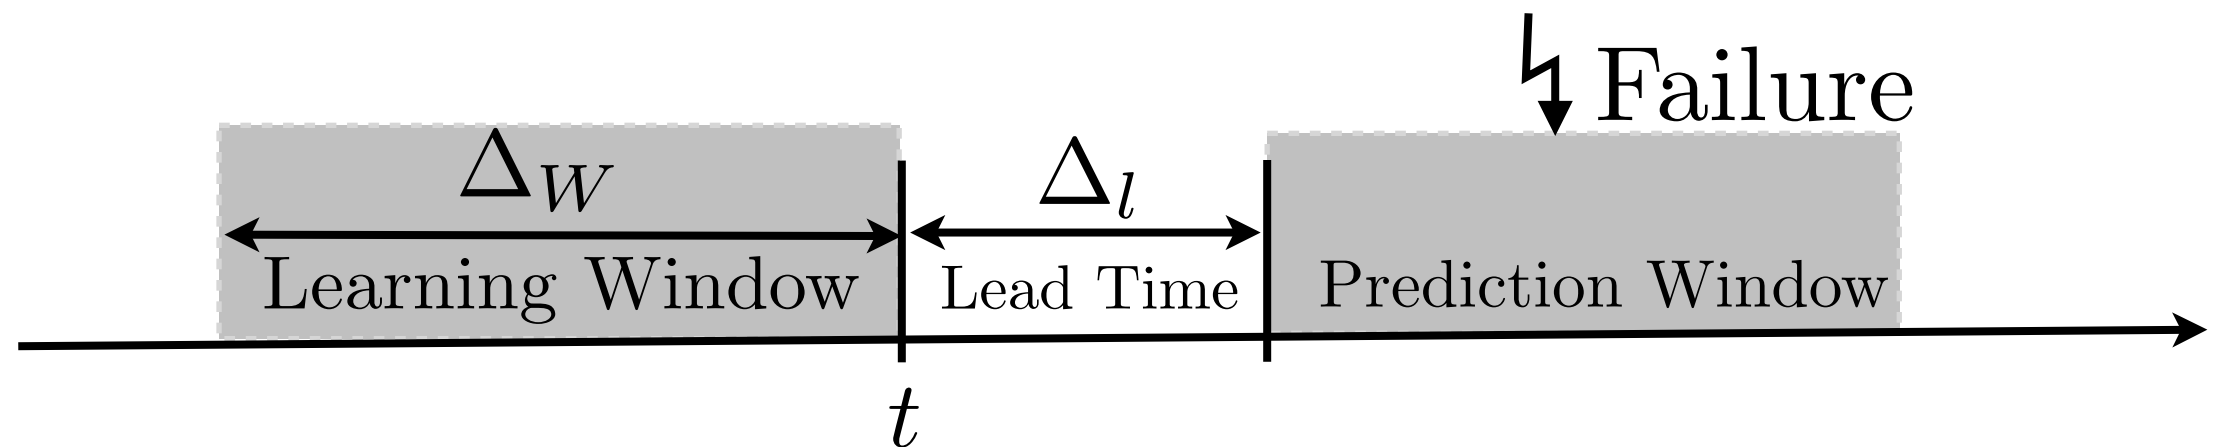 Failure
Δ_W
Δ_l
Learning Window
Lead Time
Prediction Window
t